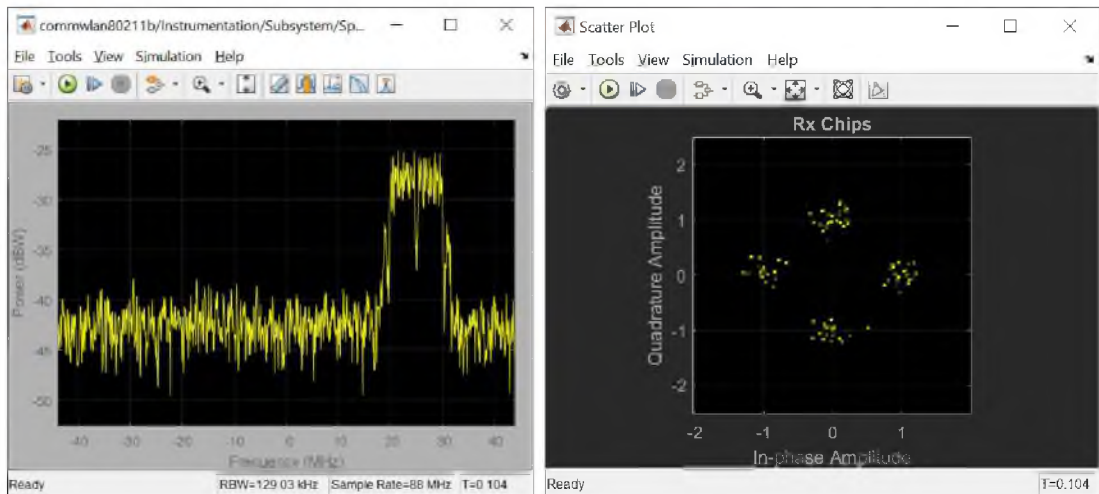 commwlan80211b/Instrumentation/Subsystem/Sp...
File Tools View Simulation Help
-25
-30
-35
-40
-45
-50
Power (dBW)
-40 -30 -20 -10 0 10 20 30 40
Frequency (MHz)
Ready RBW=129.03 kHz Sample Rate=88 MHz T=0.104
Scatter Plot
File Tools View Simulation Help
Rx Chips
2
1
0
-1
-2
Quadrature Amplitude
-2 -1 0 1
In-phase Amplitude
Ready T=0.104